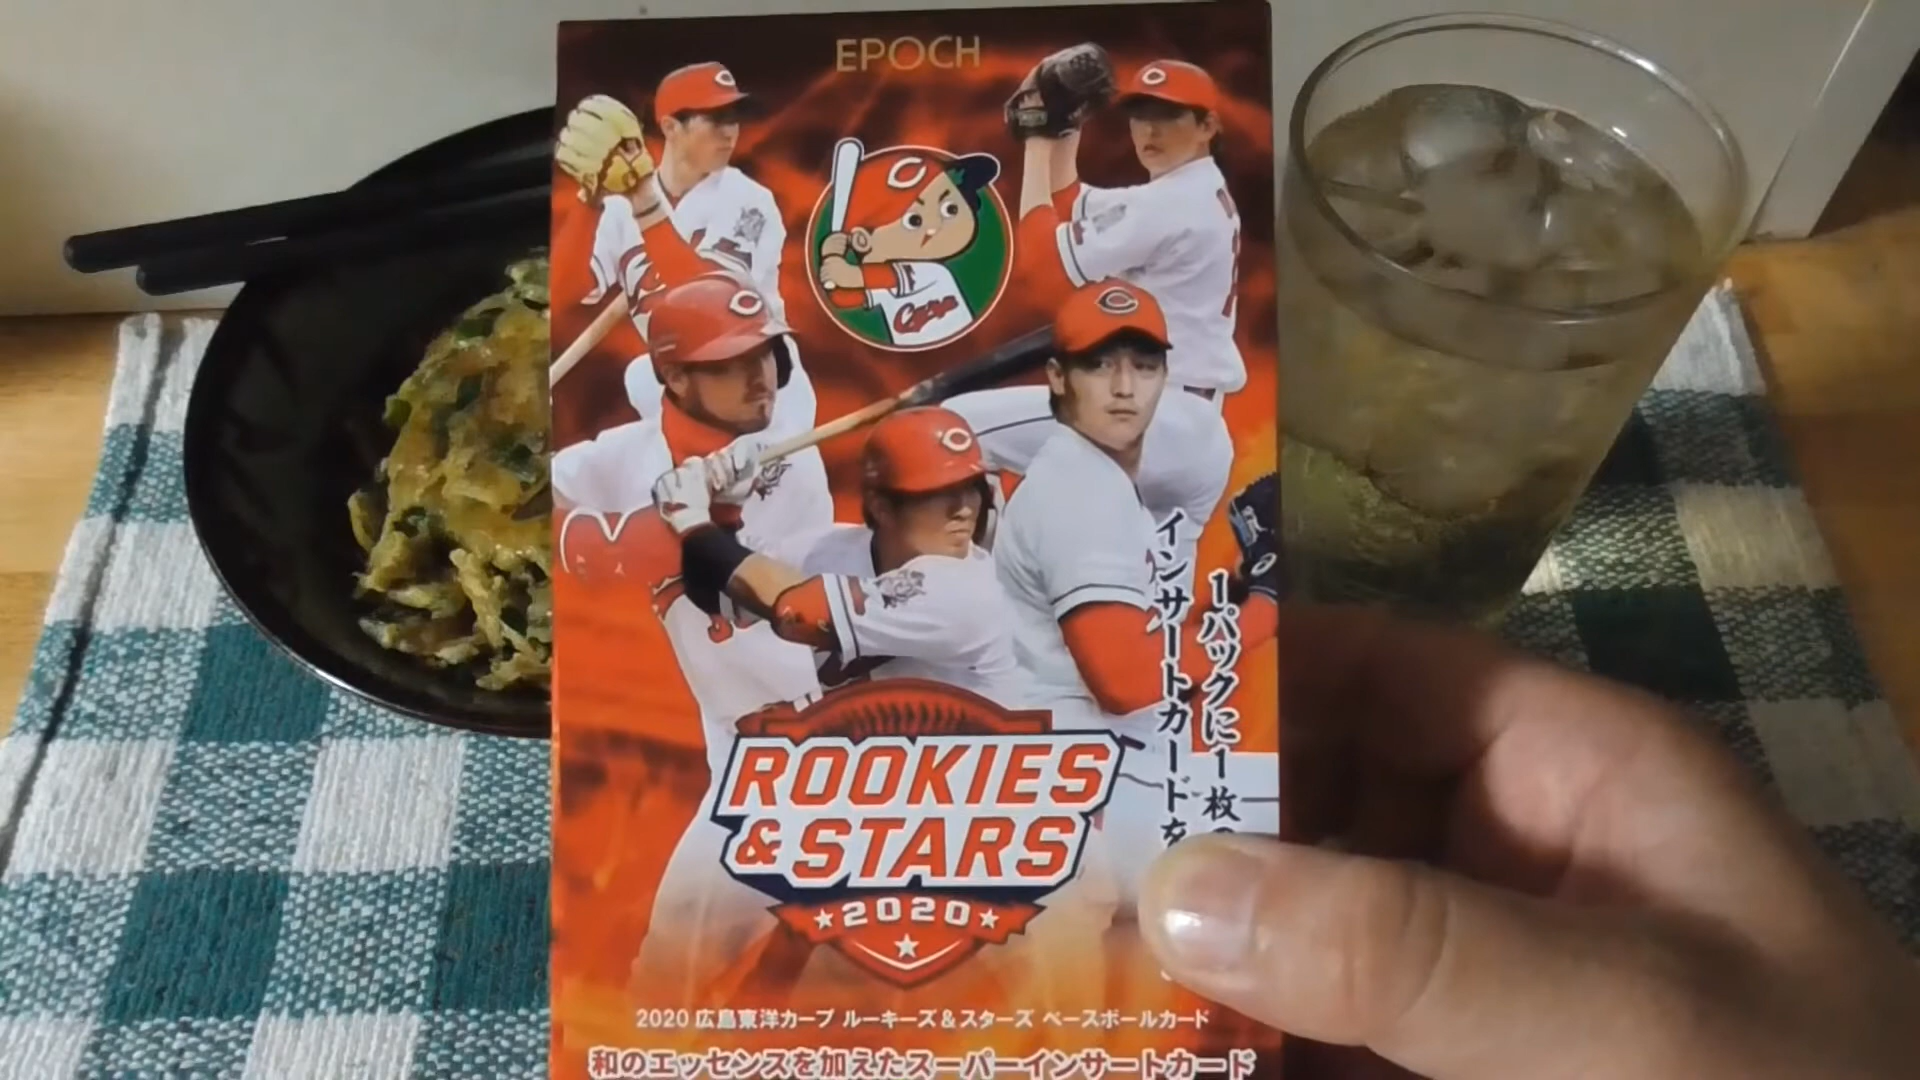 EPOCH
C
Carp
1パックに1枚
インサートカードを
ROOKIES
& STARS
★2020★
2020 広島東洋カープ ルーキーズ&スターズ ベースボールカード
和のエッセンスを加えたスーパーインサートカード